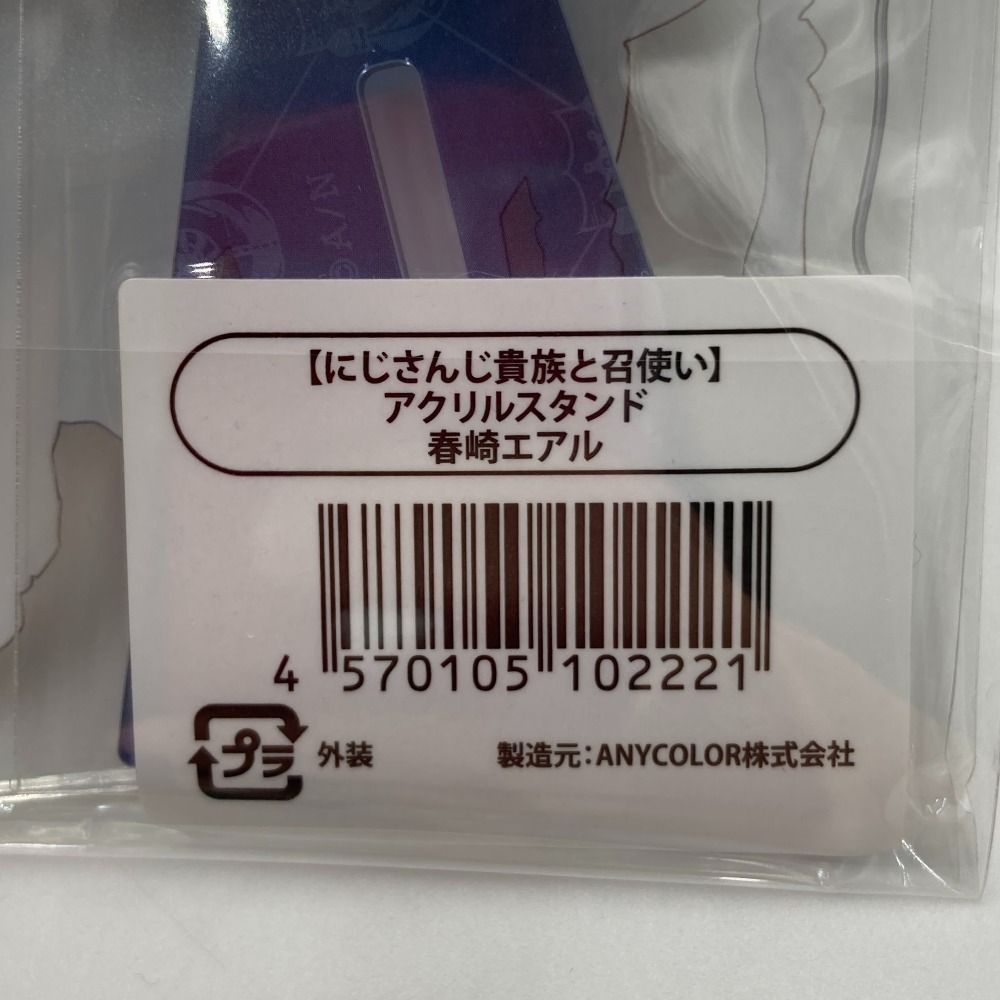 © A/N
【にじさんじ貴族と召使い】
アクリルスタンド
春崎エアル
4 570105 102221
プラ 外装 製造元:ANYCOLOR株式会社